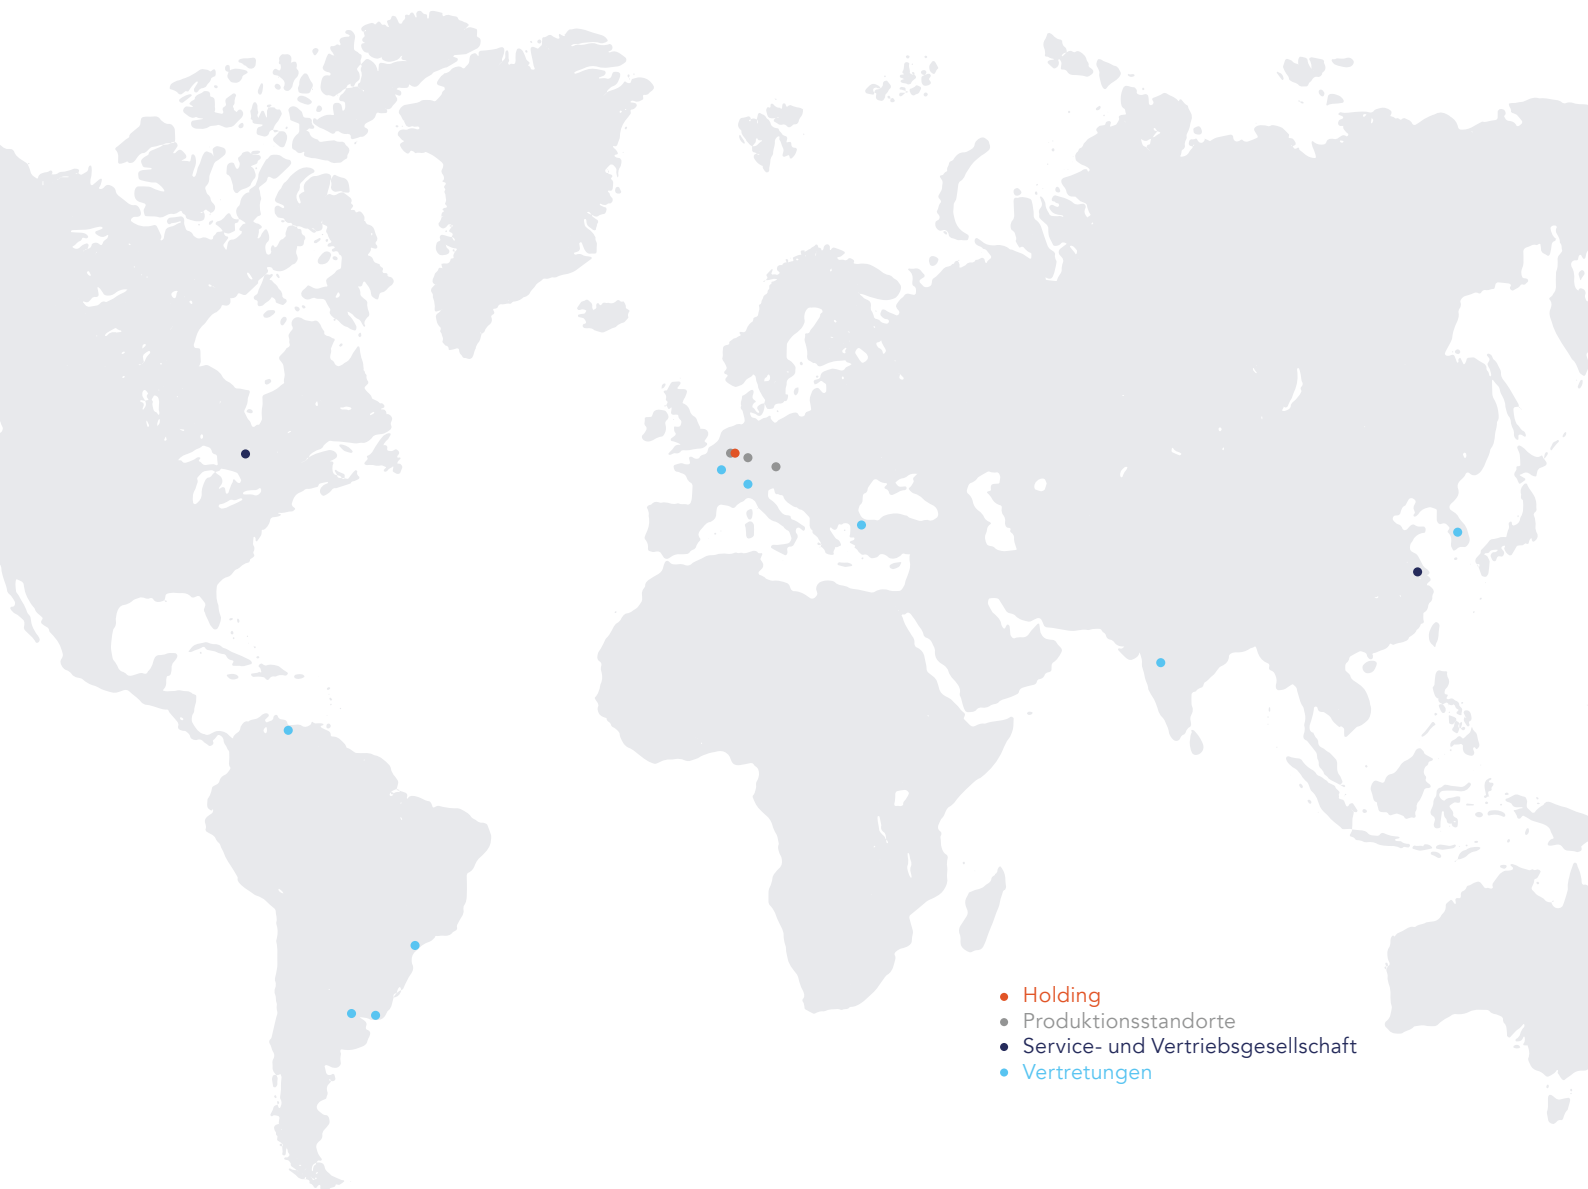 Holding
Produktionsstandorte
Service- und Vertriebsgesellschaft
Vertretungen